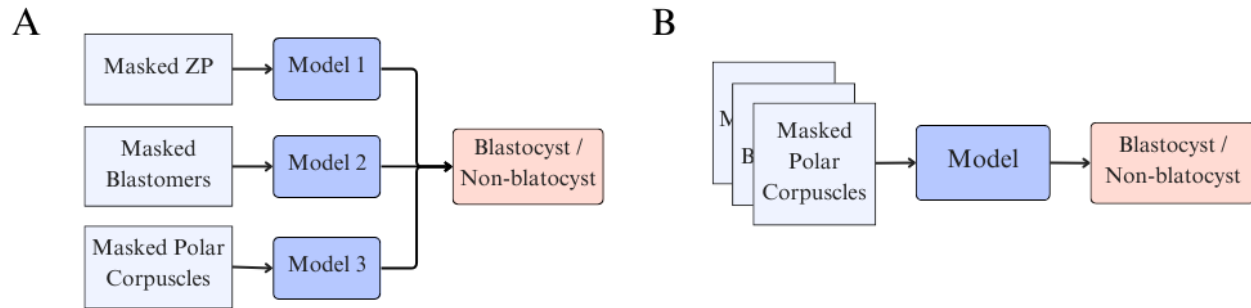 A
Masked ZP
Model 1
Masked
Blastomers
Model 2
Masked Polar
Corpuscles
Model 3
Blastocyst /
Non-blatocyst
B
M
B
Masked
Polar
Corpuscles
Model
Blastocyst /
Non-blatocyst